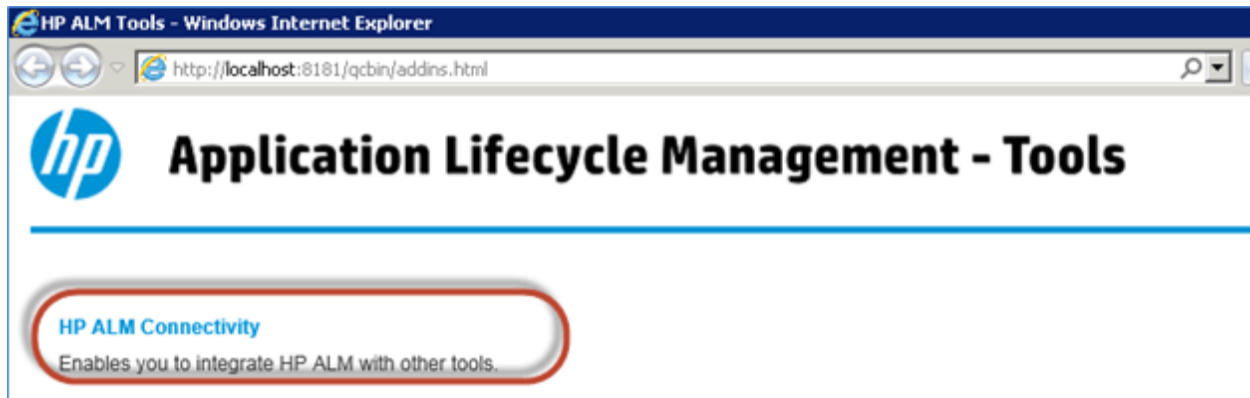 HP ALM Tools - Windows Internet Explorer
http://localhost:8181/qcbin/addins.html
hp
Application Lifecycle Management - Tools
HP ALM Connectivity
Enables you to integrate HP ALM with other tools.